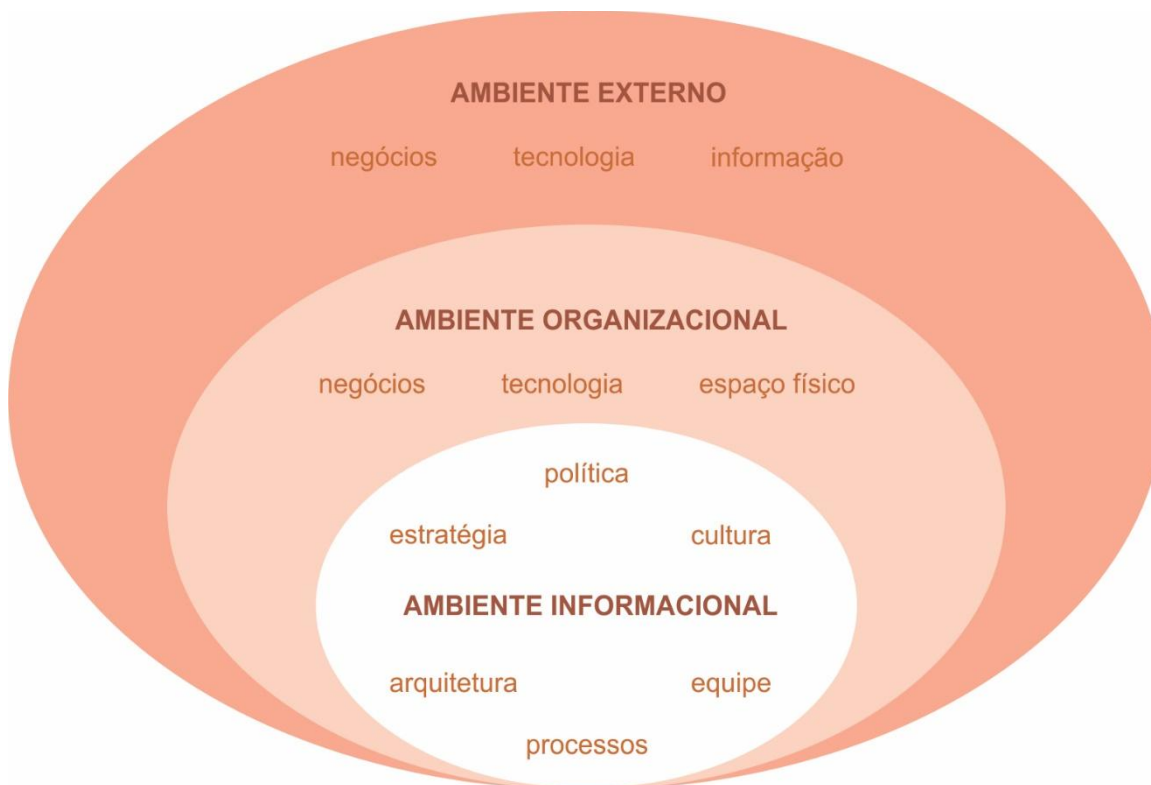 AMBIENTE EXTERNO
negócios tecnologia informação
AMBIENTE ORGANIZACIONAL
negócios tecnologia espaço físico
política
estratégia cultura
AMBIENTE INFORMACIONAL
arquitetura equipe
processos